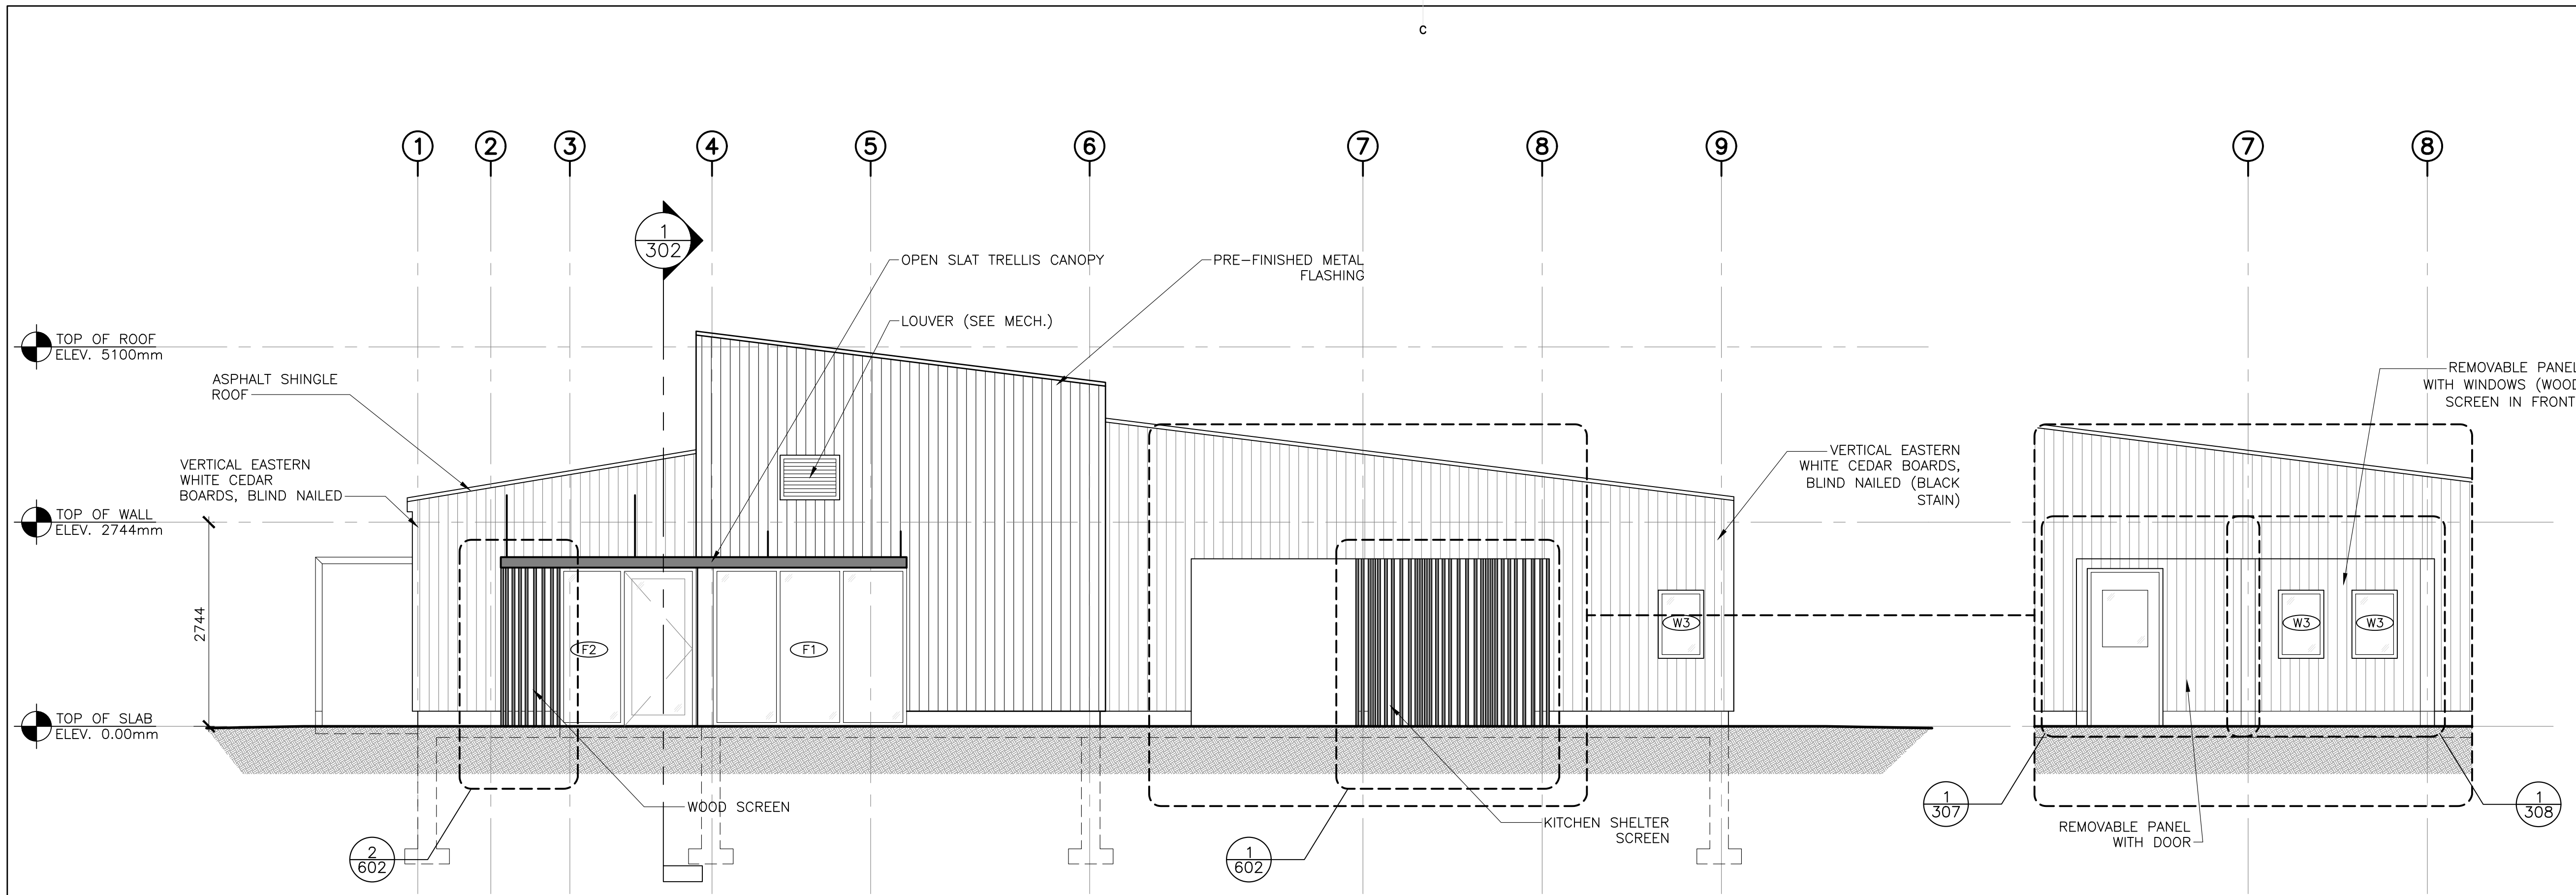 C
1
2
3
4
5
6
7
8
9
7
8
1
302
OPEN SLAT TRELLIS CANOPY
PRE-FINISHED METAL
FLASHING
LOUVER (SEE MECH.)
TOP OF ROOF
ELEV. 5100mm
ASPHALT SHINGLE
ROOF
REMOVABLE PANEL
WITH WINDOWS (WOOD
SCREEN IN FRONT
VERTICAL EASTERN
WHITE CEDAR
BOARDS, BLIND NAILED
VERTICAL EASTERN
WHITE CEDAR BOARDS,
BLIND NAILED (BLACK
STAIN)
TOP OF WALL
ELEV. 2744mm
2744
F2
F1
W3
W3
W3
TOP OF SLAB
ELEV. 0.00mm
WOOD SCREEN
KITCHEN SHELTER
SCREEN
REMOVABLE PANEL
WITH DOOR
2
602
1
602
1
307
1
308